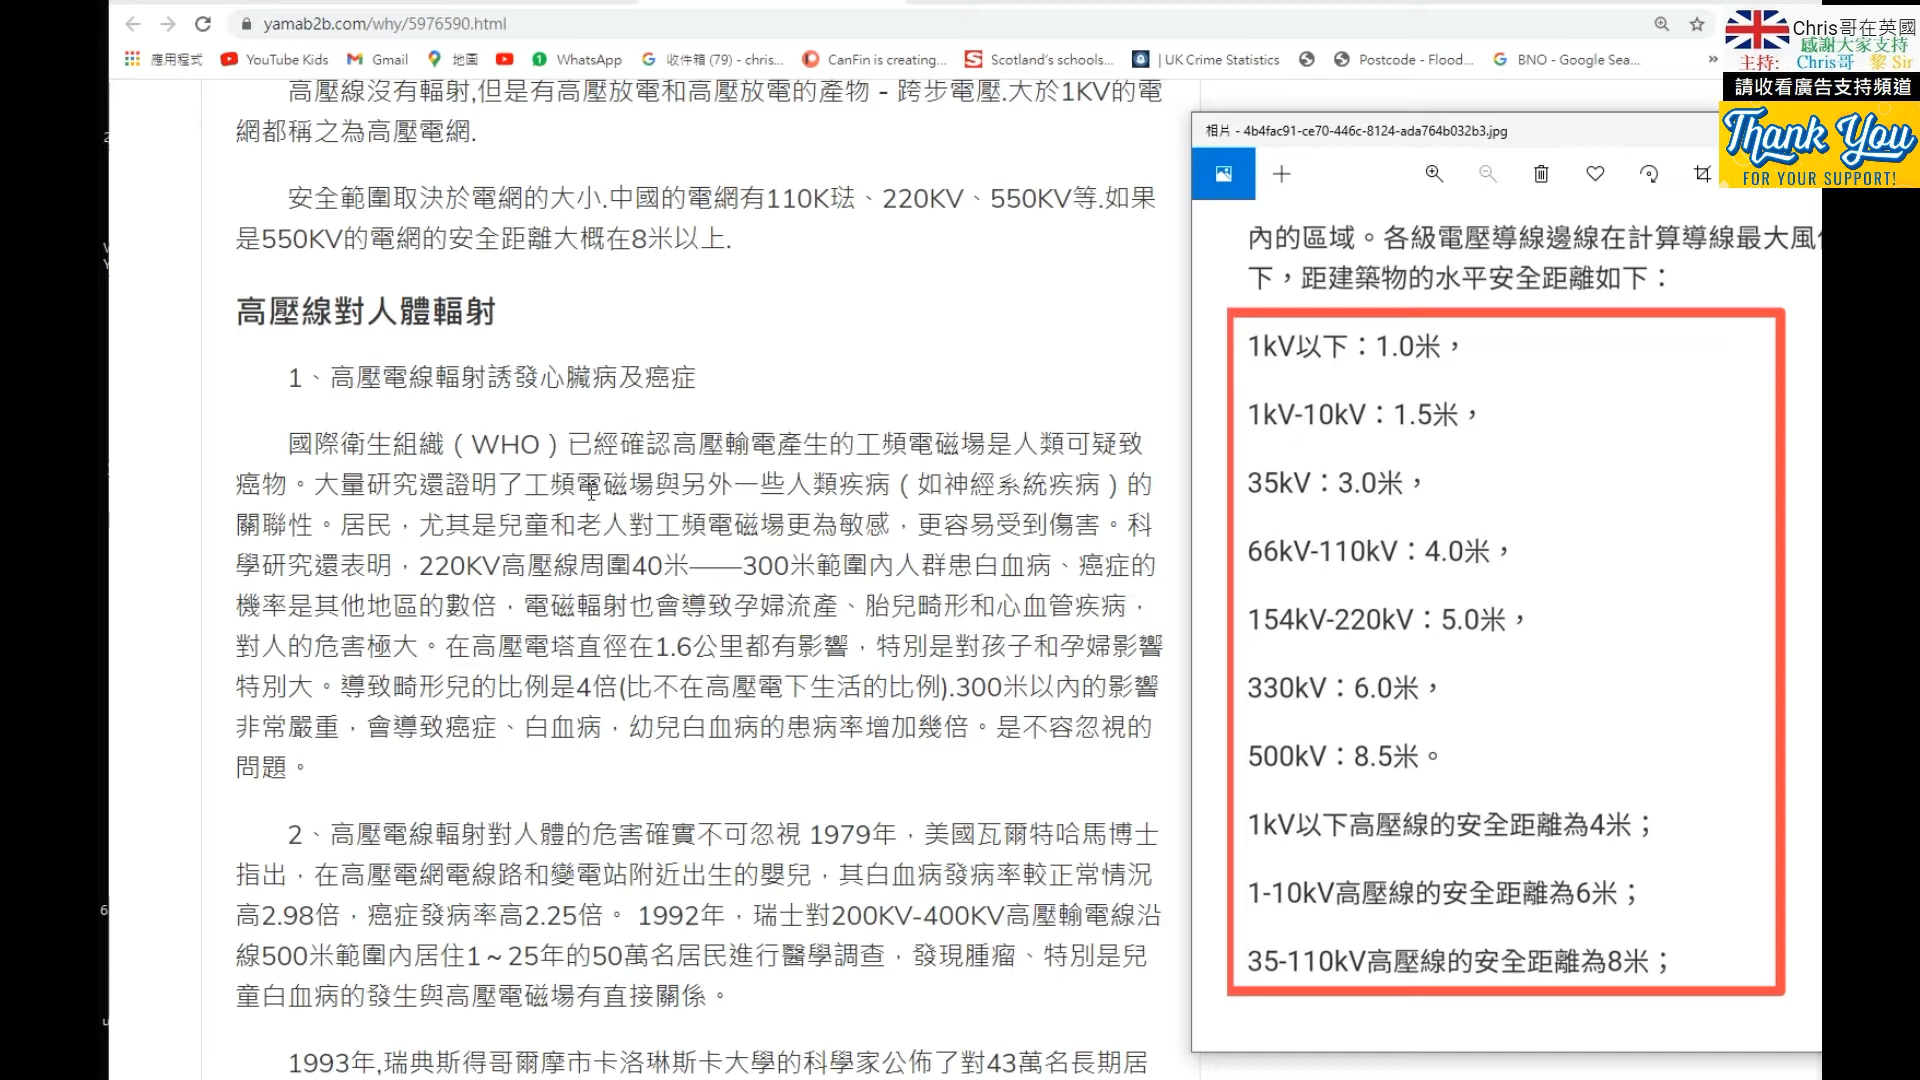 yamab2b.com/why/5976590.html
應用程式 YouTube Kids Gmail 地圖 WhatsApp 收件箱 (79) - chris... CanFin is creating... Scotland's schools... | UK Crime Statistics Postcode - Flood... BNO - Google Sea... »
Chris哥在英國
感謝大家支持
主持: Chris哥 黎 Sir
請收看廣告支持頻道
Thank You
FOR YOUR SUPPORT!
高壓線沒有輻射,但是有高壓放電和高壓放電的產物 - 跨步電壓.大於1KV的電
網都稱之為高壓電網.
安全範圍取決於電網的大小.中國的電網有110K琺、220KV、550KV等.如果
是550KV的電網的安全距離大概在8米以上.
高壓線對人體輻射
1、高壓電線輻射誘發心臟病及癌症
國際衛生組織（WHO）已經確認高壓輸電產生的工頻電磁場是人類可疑致
癌物。大量研究還證明了工頻電磁場與另外一些人類疾病（如神經系統疾病）的
關聯性。居民，尤其是兒童和老人對工頻電磁場更為敏感，更容易受到傷害。科
學研究還表明，220KV高壓線周圍40米——300米範圍內人群患白血病、癌症的
機率是其他地區的數倍，電磁輻射也會導致孕婦流產、胎兒畸形和心血管疾病，
對人的危害極大。在高壓電塔直徑在1.6公里都有影響，特別是對孩子和孕婦影響
特別大。導致畸形兒的比例是4倍(比不在高壓電下生活的比例).300米以內的影響
非常嚴重，會導致癌症、白血病，幼兒白血病的患病率增加幾倍。是不容忽視的
問題。
2、高壓電線輻射對人體的危害確實不可忽視 1979年，美國瓦爾特哈馬博士
指出，在高壓電網電線路和變電站附近出生的嬰兒，其白血病發病率較正常情況
高2.98倍，癌症發病率高2.25倍。 1992年，瑞士對200KV-400KV高壓輸電線沿
線500米範圍內居住1～25年的50萬名居民進行醫學調查，發現腫瘤、特別是兒
童白血病的發生與高壓電磁場有直接關係。
1993年,瑞典斯得哥爾摩市卡洛琳斯卡大學的科學家公佈了對43萬名長期居
相片 - 4b4fac91-ce70-446c-8124-ada764b032b3.jpg
內的區域。各級電壓導線邊線在計算導線最大風
下，距建築物的水平安全距離如下：
1kV以下：1.0米，
1kV-10kV：1.5米，
35kV：3.0米，
66kV-110kV：4.0米，
154kV-220kV：5.0米，
330kV：6.0米，
500kV：8.5米。
1kV以下高壓線的安全距離為4米；
1-10kV高壓線的安全距離為6米；
35-110kV高壓線的安全距離為8米；